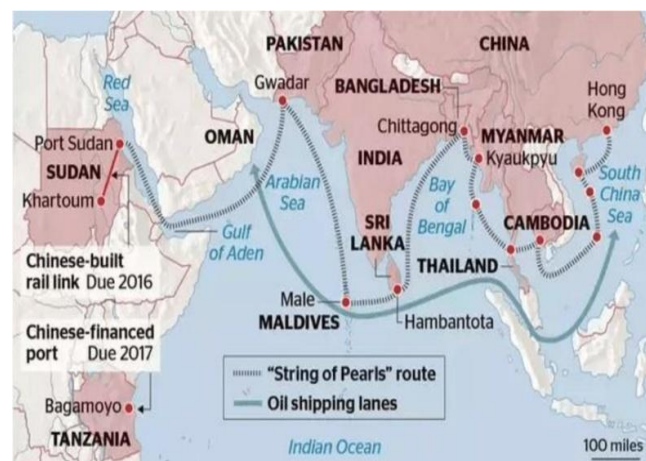 PAKISTAN
CHINA
Red
Sea
Gwadar
BANGLADESH
Hong
Kong
Port Sudan
OMAN
Chittagong
MYANMAR
SUDAN
INDIA
Kyaukpyu
Khartoum
Arabian
Sea
Bay
of
Bengal
South
China
Sea
Gulf
of Aden
SRI
LANKA
CAMBODIA
Chinese-built
rail link Due 2016
THAILAND
Chinese-financed
port Due 2017
Male
MALDIVES
Hambantota
"String of Pearls" route
Oil shipping lanes
Bagamoyo
TANZANIA
Indian Ocean
100 miles